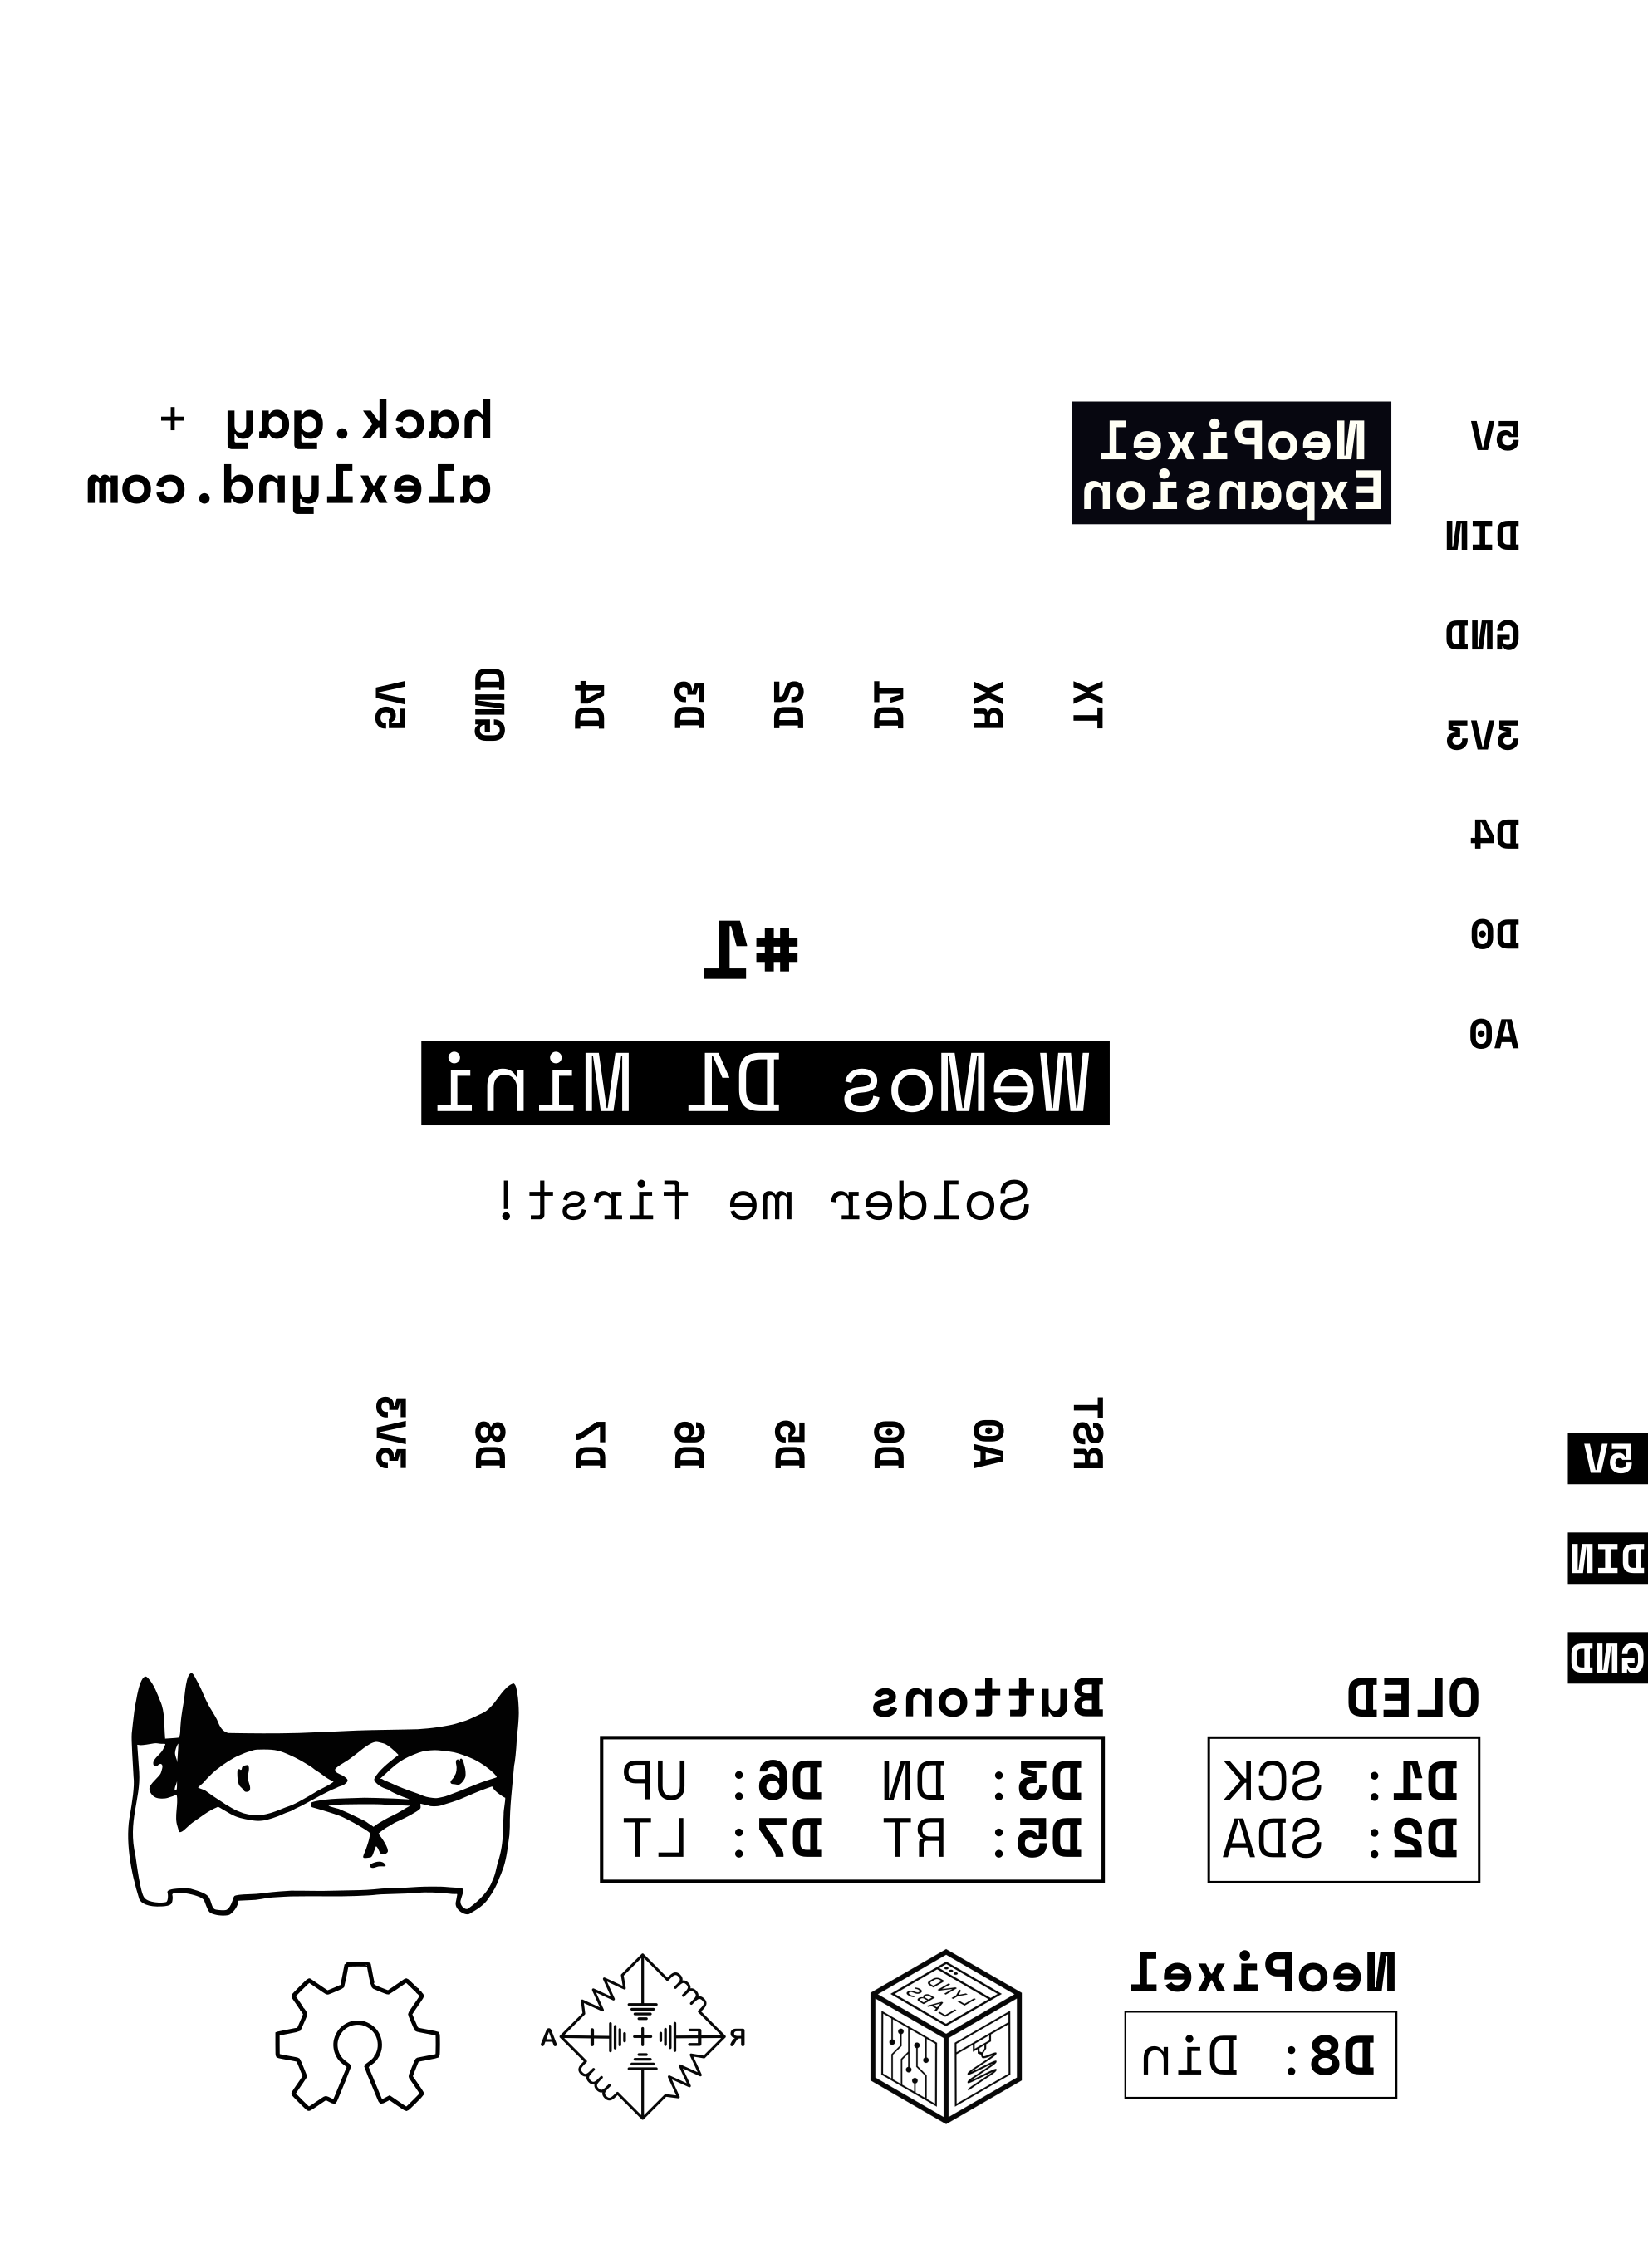 hack.gay +
alexlynd.com
NeoPixel
Expansion
5V
DIN
GND
3V3
D4
D0
A0
TX
RX
D1
D2
D3
D4
GND
5V
#1
WeMos D1 Mini
Solder me first!
RST
A0
D0
D5
D6
D7
D8
3V3
5V
DIN
GND
OLED
D1: SCK
D2: SDA
Buttons
D3: DN D6: UP
D5: RT D7: LT
NeoPixel
D8: Din
LYND
LABS
R E I A